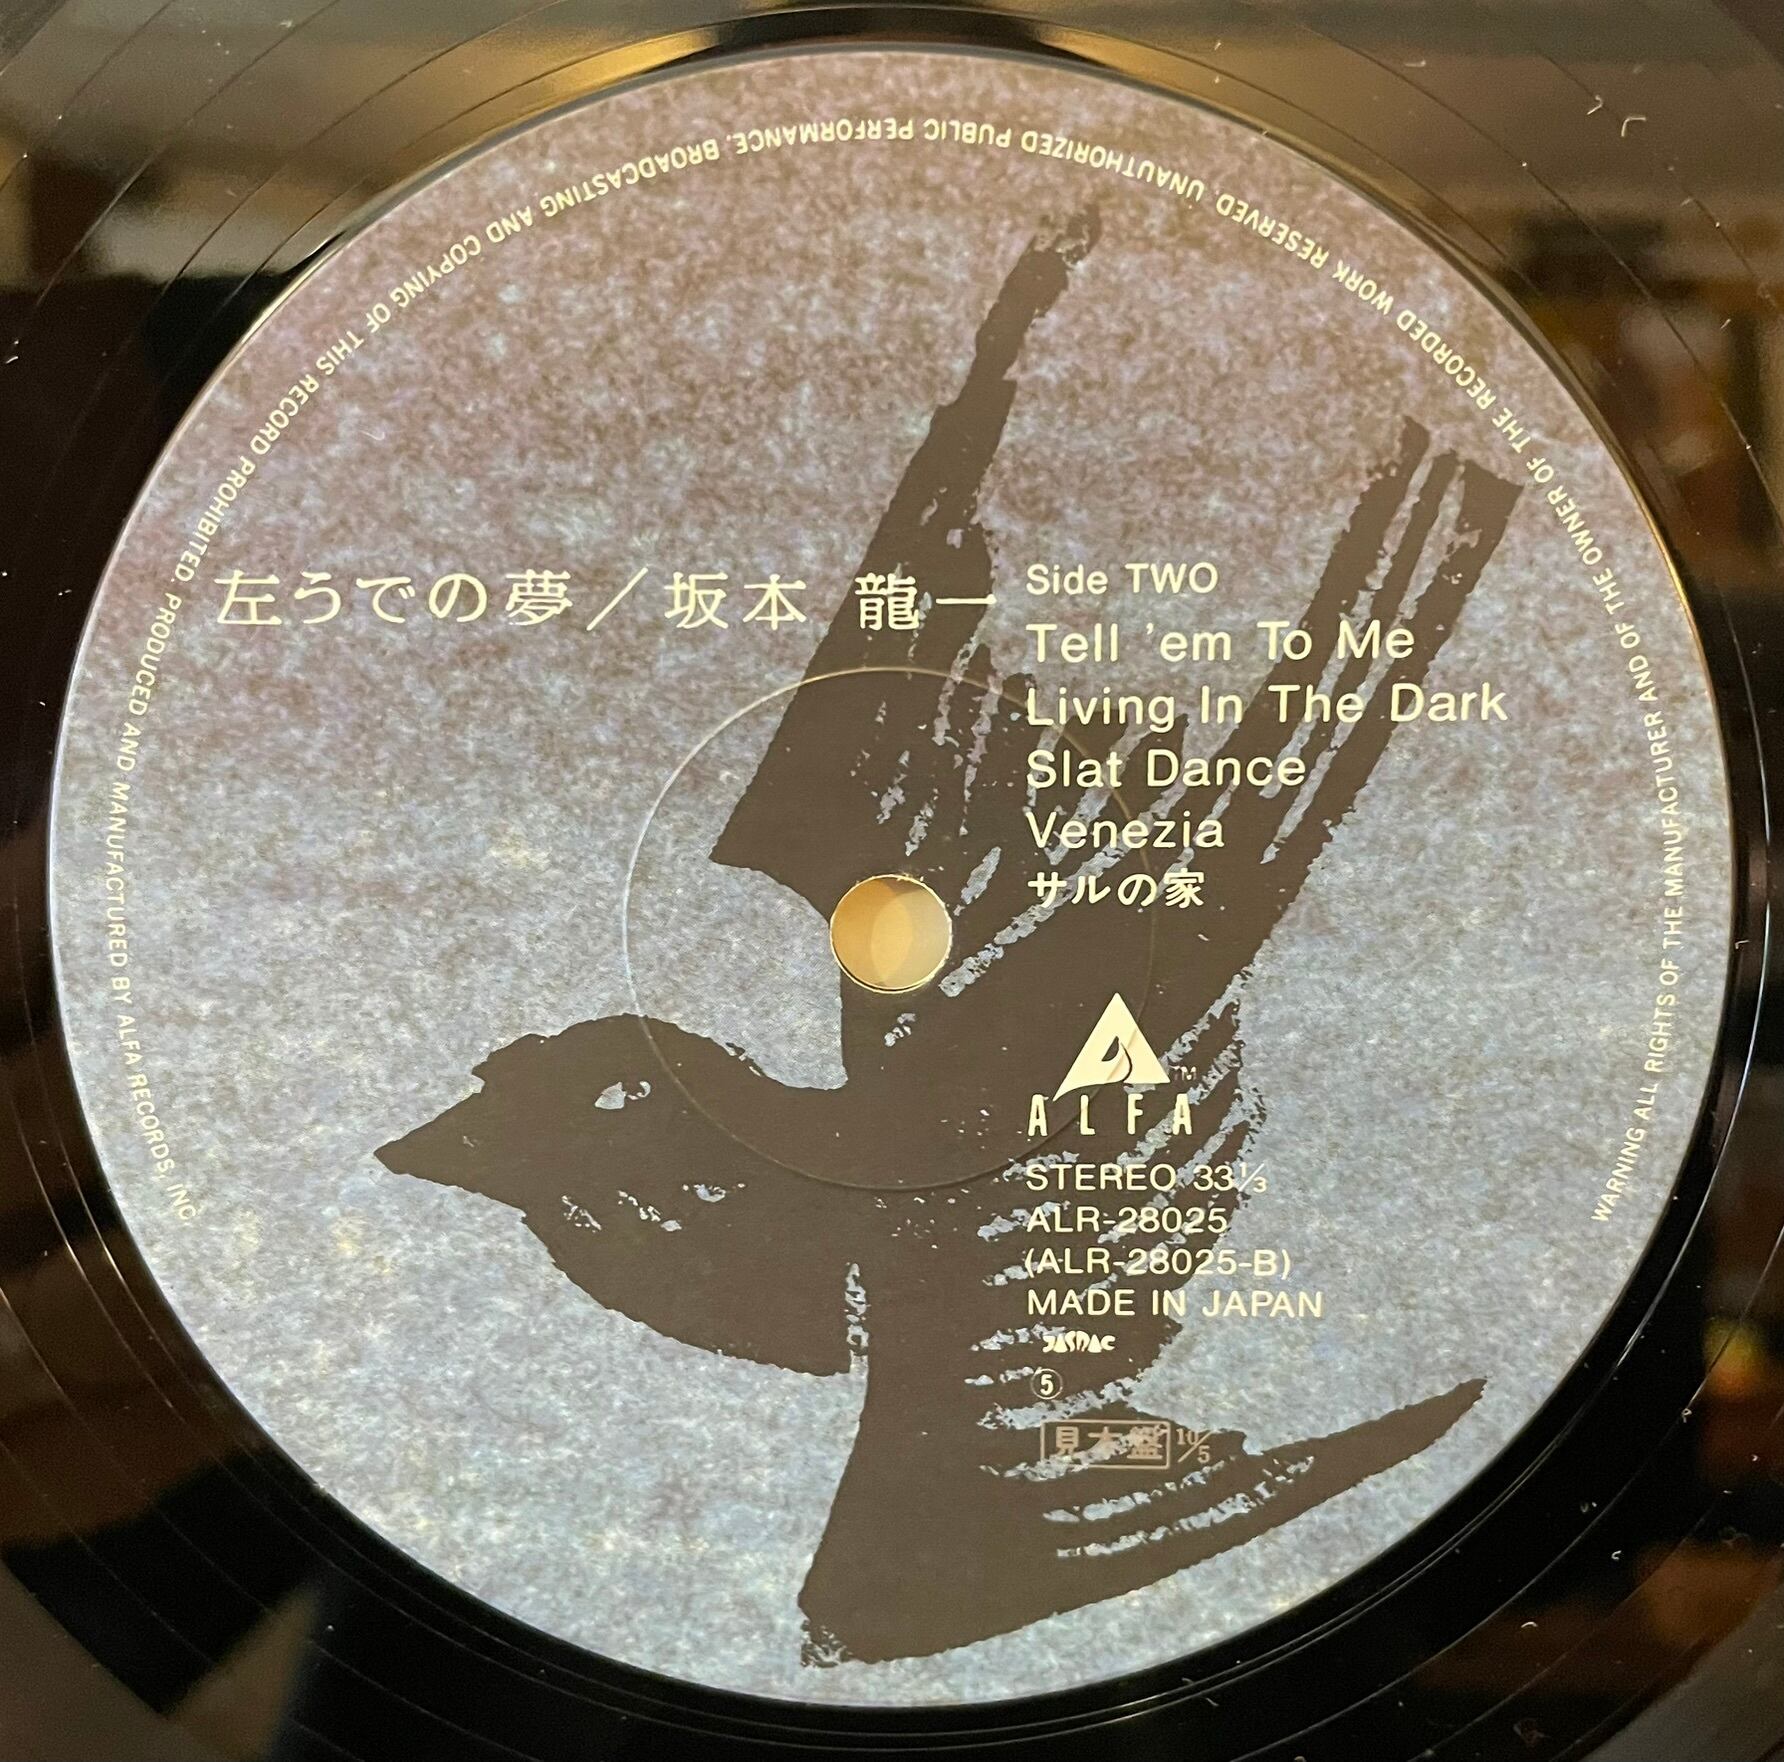 左うでの夢／坂本 龍一
Side TWO
Tell 'em To Me
Living In The Dark
Slat Dance
Venezia
サルの家
TM
ALFA
STEREO 33⅓
ALR-28025
(ALR-28025-B)
MADE IN JAPAN
JASRAC
⑤
見本盤 10/5
WARNING ALL RIGHTS OF THE MANUFACTURER AND OF THE OWNER OF THE RECORDED WORK RESERVED. UNAUTHORIZED PUBLIC PERFORMANCE. BROADCASTING AND COPYING OF THIS RECORD PROHIBITED. PRODUCED AND MANUFACTURED BY ALFA RECORDS, INC